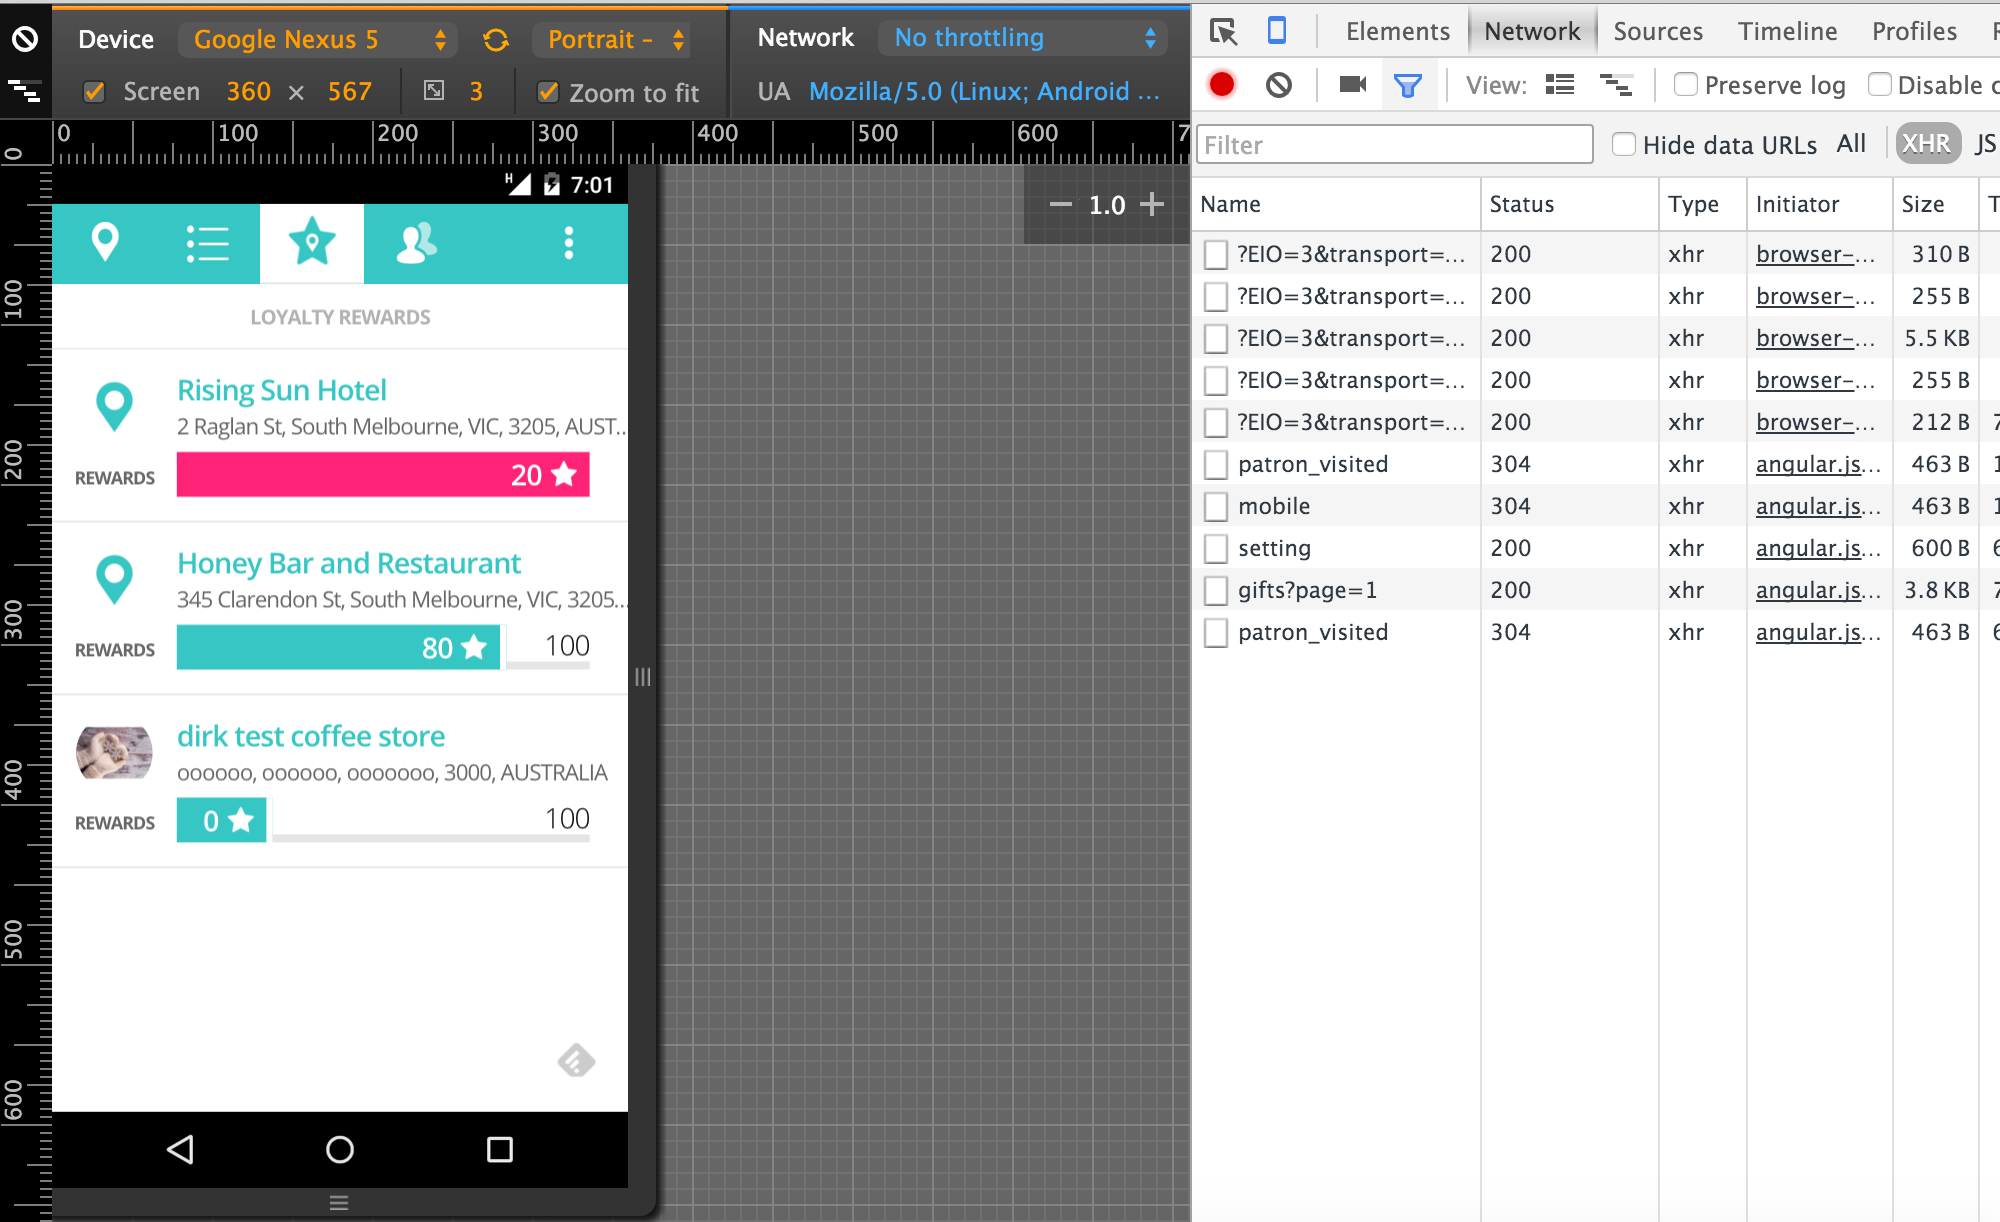 Device Google Nexus 5 Portrait -
Screen 360 × 567 3 Zoom to fit
Network No throttling
UA Mozilla/5.0 (Linux; Android ...
0 100 200 300 400 500 600 7
0
100
200
300
400
500
600
H 7:01
1.0
LOYALTY REWARDS
Rising Sun Hotel
2 Raglan St, South Melbourne, VIC, 3205, AUST...
REWARDS 20
Honey Bar and Restaurant
345 Clarendon St, South Melbourne, VIC, 3205...
REWARDS 80 100
dirk test coffee store
oooooo, oooooo, ooooooo, 3000, AUSTRALIA
REWARDS 0 100
Elements Network Sources Timeline Profiles
View: Preserve log Disable
Filter Hide data URLs All XHR JS
Name Status Type Initiator Size
?EIO=3&transport=... 200 xhr browser-... 310 B
?EIO=3&transport=... 200 xhr browser-... 255 B
?EIO=3&transport=... 200 xhr browser-... 5.5 KB
?EIO=3&transport=... 200 xhr browser-... 255 B
?EIO=3&transport=... 200 xhr browser-... 212 B
patron_visited 304 xhr angular.js... 463 B
mobile 304 xhr angular.js... 463 B
setting 200 xhr angular.js... 600 B
gifts?page=1 200 xhr angular.js... 3.8 KB
patron_visited 304 xhr angular.js... 463 B